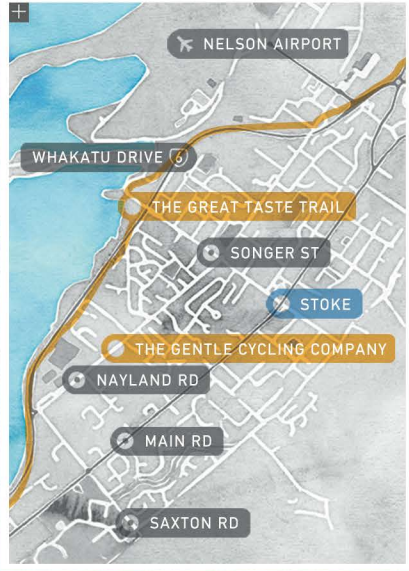 NELSON AIRPORT
WHAKATU DRIVE 6
THE GREAT TASTE TRAIL
SONGER ST
STOKE
THE GENTLE CYCLING COMPANY
NAYLAND RD
MAIN RD
SAXTON RD